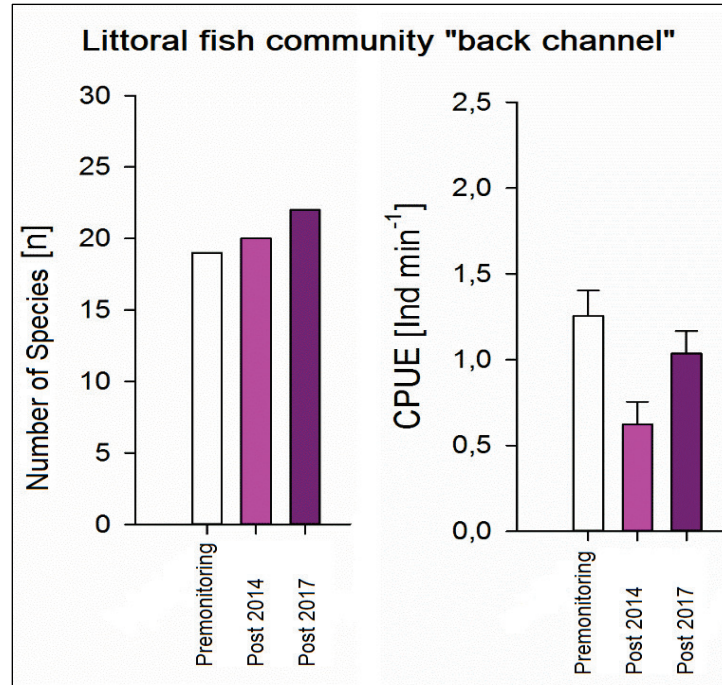 Littoral fish community "back channel"
Number of Species [n]
30
25
20
15
10
5
0
Premonitoring
Post 2014
Post 2017
CPUE [Ind min⁻¹]
2,5
2,0
1,5
1,0
0,5
0,0
Premonitoring
Post 2014
Post 2017